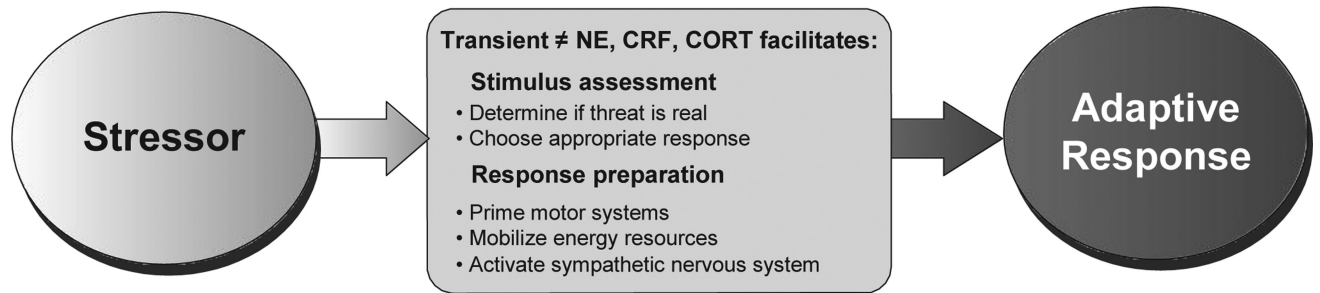 Stressor
Transient ≠ NE, CRF, CORT facilitates:
Stimulus assessment
• Determine if threat is real
• Choose appropriate response
Response preparation
• Prime motor systems
• Mobilize energy resources
• Activate sympathetic nervous system
Adaptive
Response